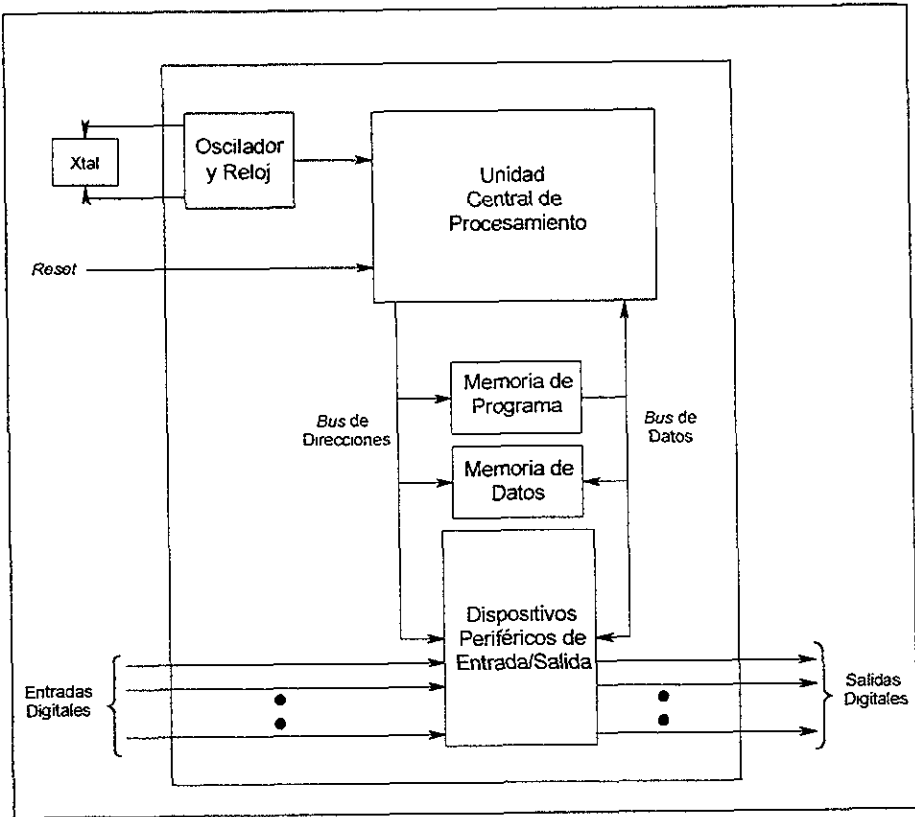 Oscilador
y Reloj
Xtal
Unidad
Central de
Procesamiento
Reset
Memoria de
Programa
Bus de
Direcciones
Bus de
Datos
Memoria de
Datos
Dispositivos
Periféricos de
Entrada/Salida
Entradas
Digitales
Salidas
Digitales